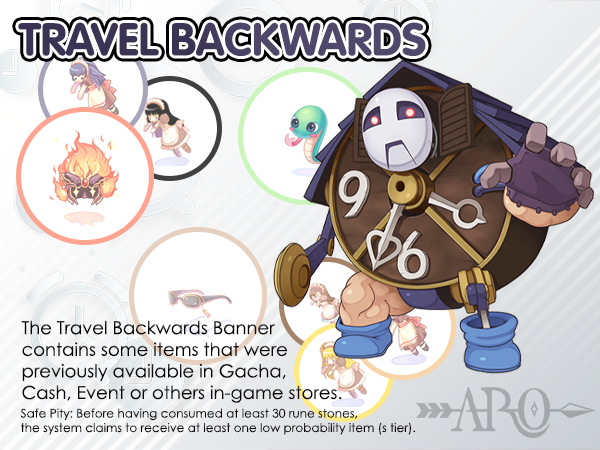 TRAVEL BACKWARDS
9
6
The Travel Backwards Banner
contains some items that were
previously available in Gacha,
Cash, Event or others in-game stores.
Safe Pity: Before having consumed at least 30 rune stones,
the system claims to receive at least one low probability item (s tier).
ARO